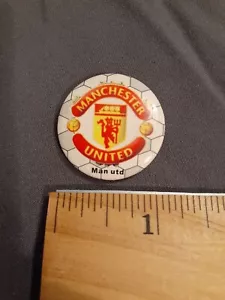 MANCHESTER
UNITED
Man utd
1